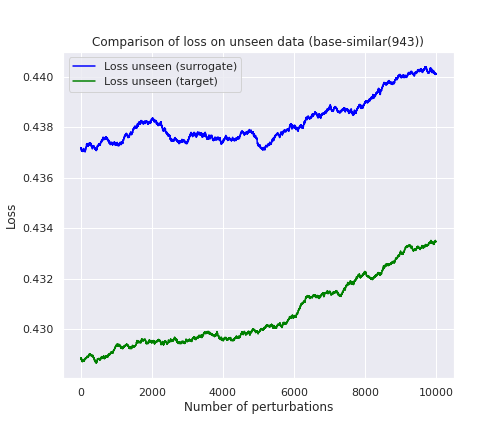 Comparison of loss on unseen data (base-similar(943))
Loss unseen (surrogate)
Loss unseen (target)
0.440
0.438
0.436
0.434
0.432
0.430
Loss
0
2000
4000
6000
8000
10000
Number of perturbations